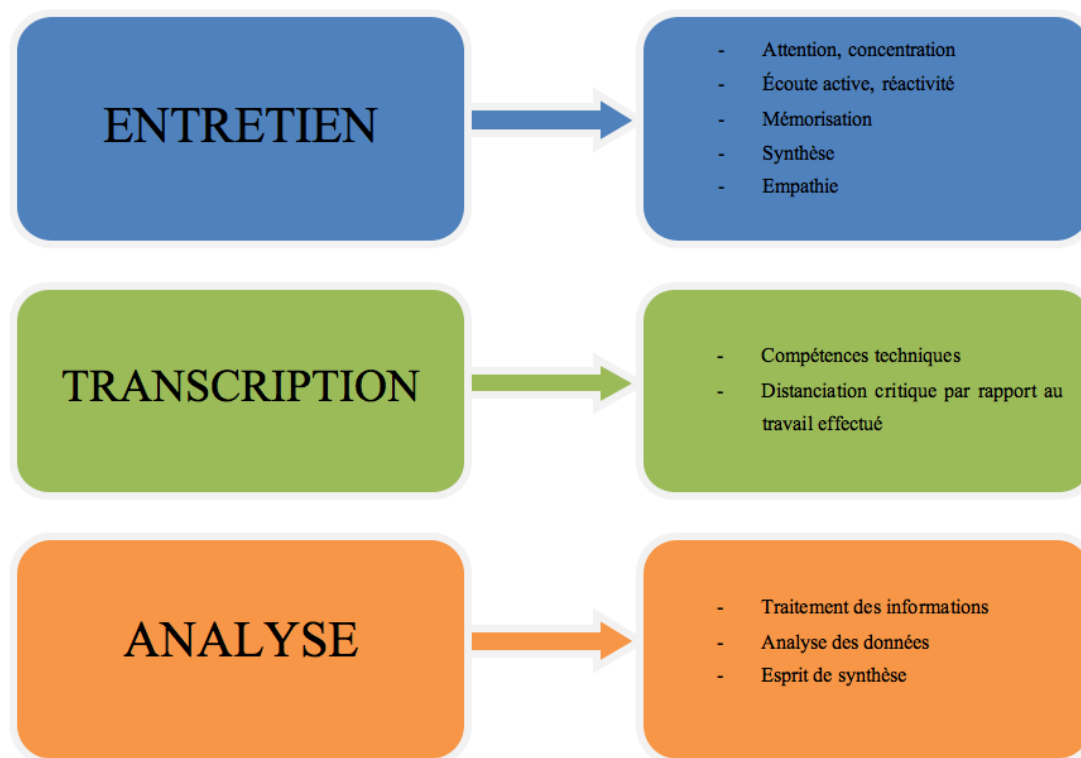 ENTRETIEN
- Attention, concentration
- Écoute active, réactivité
- Mémorisation
- Synthèse
- Empathie
TRANSCRIPTION
- Compétences techniques
- Distanciation critique par rapport au
travail effectué
ANALYSE
- Traitement des informations
- Analyse des données
- Esprit de synthèse